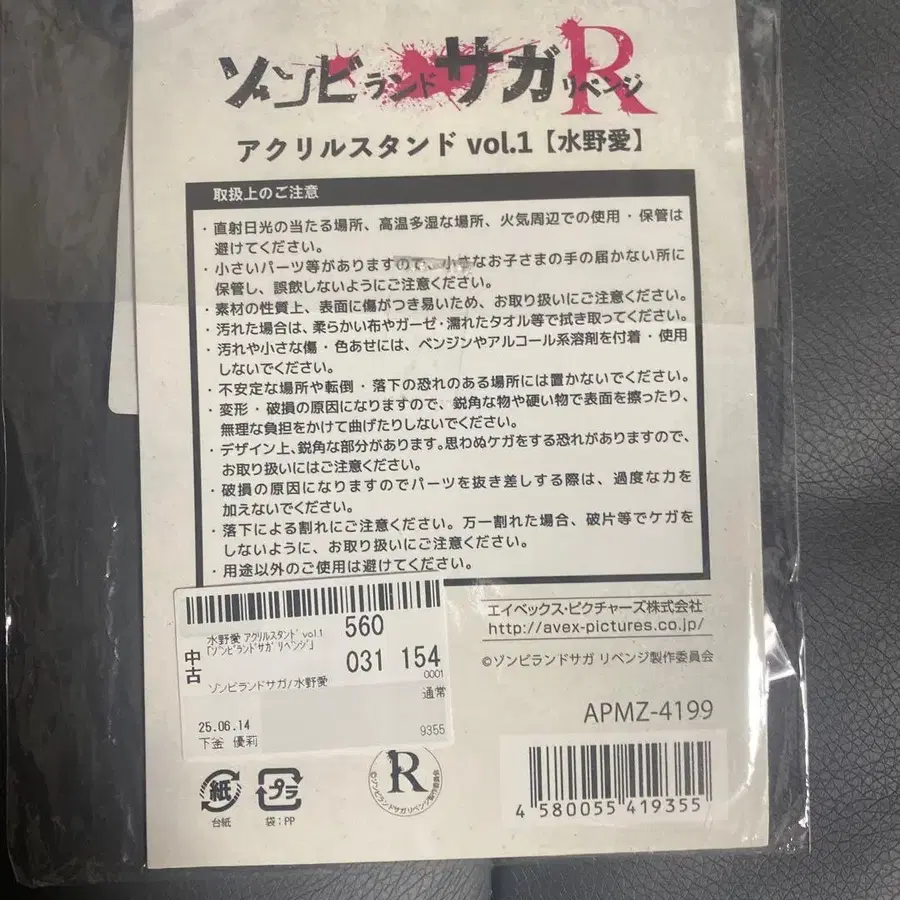 ゾンビランドサガ リベンジ R
アクリルスタンド vol.1【水野愛】
取扱上のご注意
・直射日光の当たる場所、高温多湿な場所、火気周辺での使用・保管は
避けてください。
・小さいパーツ等がありますので、小さなお子さまの手の届かない所に
保管し、誤飲しないようにご注意ください。
・素材の性質上、表面に傷がつき易いため、お取り扱いにご注意ください。
・汚れた場合は、柔らかい布やガーゼ・濡れたタオル等で拭き取ってください。
・汚れや小さな傷・色あせには、ベンジンやアルコール系溶剤を付着・使用
しないでください。
・不安定な場所や転倒・落下の恐れのある場所には置かないでください。
・変形・破損の原因になりますので、鋭角な物や硬い物で表面を擦ったり、
無理な負担をかけて曲げたりしないでください。
・デザイン上、鋭角な部分があります。思わぬケガをする恐れがありますので、
お取り扱いにはご注意ください。
・破損の原因になりますのでパーツを抜き差しする際は、過度な力を
加えないでください。
・落下による割れにご注意ください。万一割れた場合、破片等でケガを
しないように、お取り扱いにご注意ください。
・用途以外のご使用は避けてください。
中古
水野愛 アクリルスタンド vol.1
「ゾンビランドサガ リベンジ」
560
031 154
0001
ゾンビランドサガ/水野愛
通常
25.06.14
9355
下釜 優莉
エイベックス・ピクチャーズ株式会社
http://avex-pictures.co.jp/
©ゾンビランドサガ リベンジ製作委員会
APMZ-4199
4 580055 419355
紙
台紙
プラ
袋：PP
R
©ゾンビランドサガリベンジ製作委員会